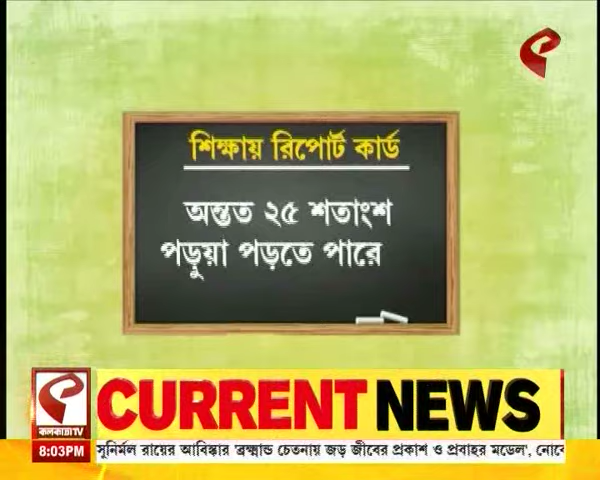 শিক্ষায় রিপোর্ট কার্ড
অন্তত ২৫ শতাংশ
পড়ুয়া পড়তে পারে
CURRENT NEWS
কলকাতা TV
8:03PM
সুনির্মল রায়ের আবিষ্কার 'ব্রহ্মান্ড চেতনায় জড় জীবের প্রকাশ ও প্রবাহর মডেল', নোবে